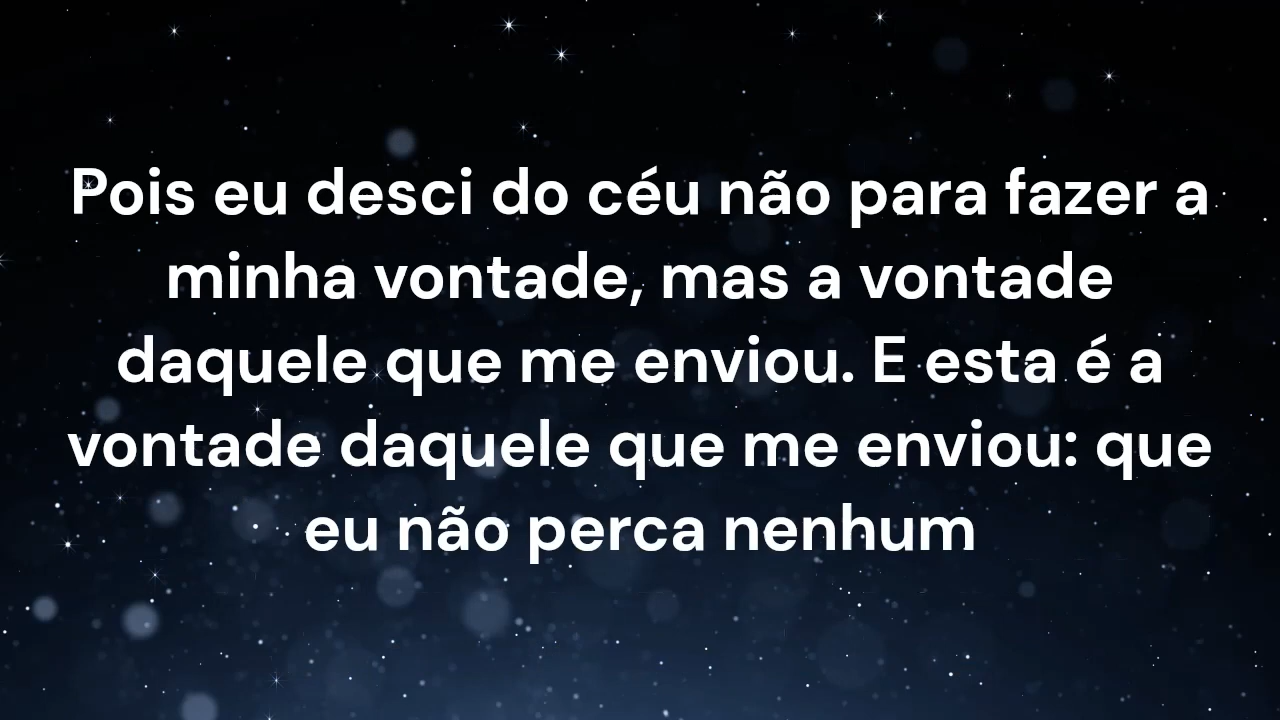 Pois eu desci do céu não para fazer a
minha vontade, mas a vontade
daquele que me enviou. E esta é a
vontade daquele que me enviou: que
eu não perca nenhum